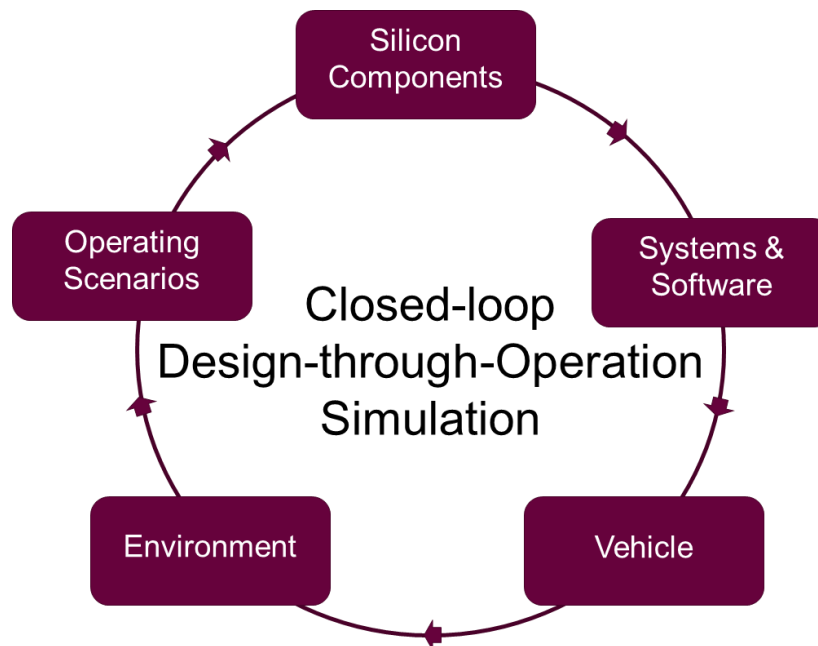 Silicon
Components
Operating
Scenarios
Systems &
Software
Closed-loop
Design-through-Operation
Simulation
Environment
Vehicle